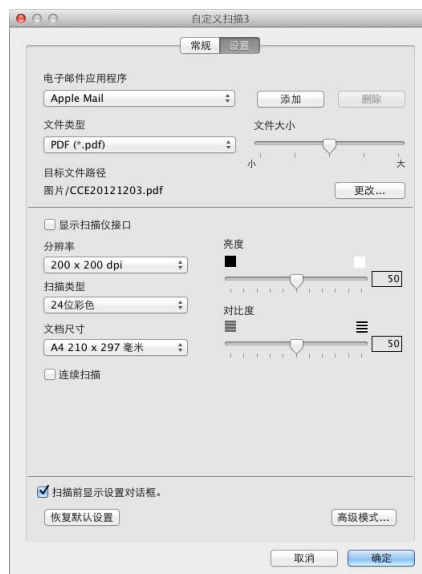 自定义扫描3
常规 设置
电子邮件应用程序
Apple Mail 添加 删除
文件类型 文件大小
PDF (*.pdf)
小 大
目标文件路径
图片/CCE20121203.pdf 更改...
显示扫描仪接口
分辨率 亮度
200 x 200 dpi 50
扫描类型
24位彩色 对比度
文档尺寸
A4 210 x 297 毫米 50
连续扫描
扫描前显示设置对话框。
恢复默认设置 高级模式...
取消 确定